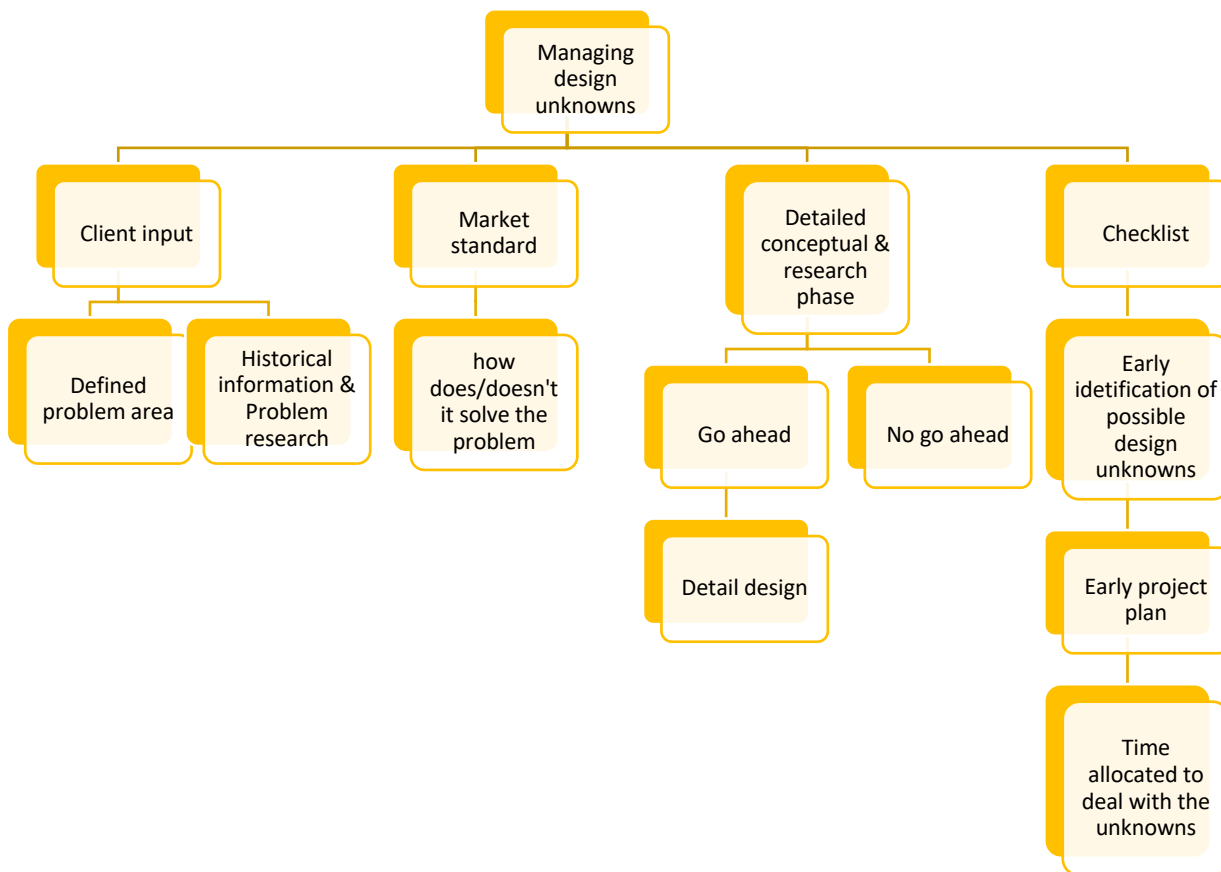 Managing
design
unknowns
Client input
Market
standard
Detailed
conceptual &
research
phase
Checklist
Defined
problem area
Historical
information &
Problem
research
how
does/doesn't
it solve the
problem
Go ahead
No go ahead
Early
idetification of
possible
design
unknowns
Detail design
Early project
plan
Time
allocated to
deal with the
unknowns